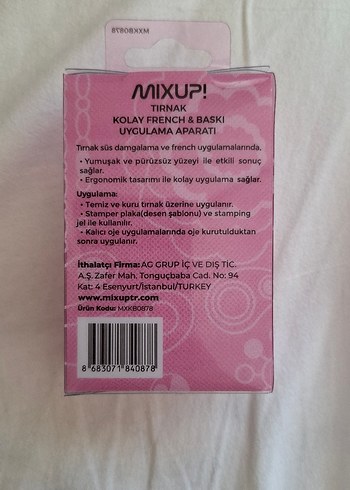 MXKB0878
MIXUP!
TIRNAK
KOLAY FRENCH & BASKI
UYGULAMA APARATI
Tırnak süs damgalama ve french uygulamalarında,
• Yumuşak ve pürüzsüz yüzeyi ile etkili sonuç
sağlar.
• Ergonomik tasarımı ile kolay uygulama sağlar.
Uygulama:
• Temiz ve kuru tırnak üzerine uygulanır.
• Stamper plaka(desen şablonu) ve stamping
jel ile kullanılır.
• Kalıcı oje uygulamalarında oje kurutulduktan
sonra uygulanır.
İthalatçı Firma: AG GRUP İÇ VE DIŞ TİC.
A.Ş. Zafer Mah. Tonguçbaba Cad. No: 94
Kat: 4 Esenyurt/İstanbul/TURKEY
www.mixuptr.com
Ürün Kodu: MXKB0878
8 683071 840878